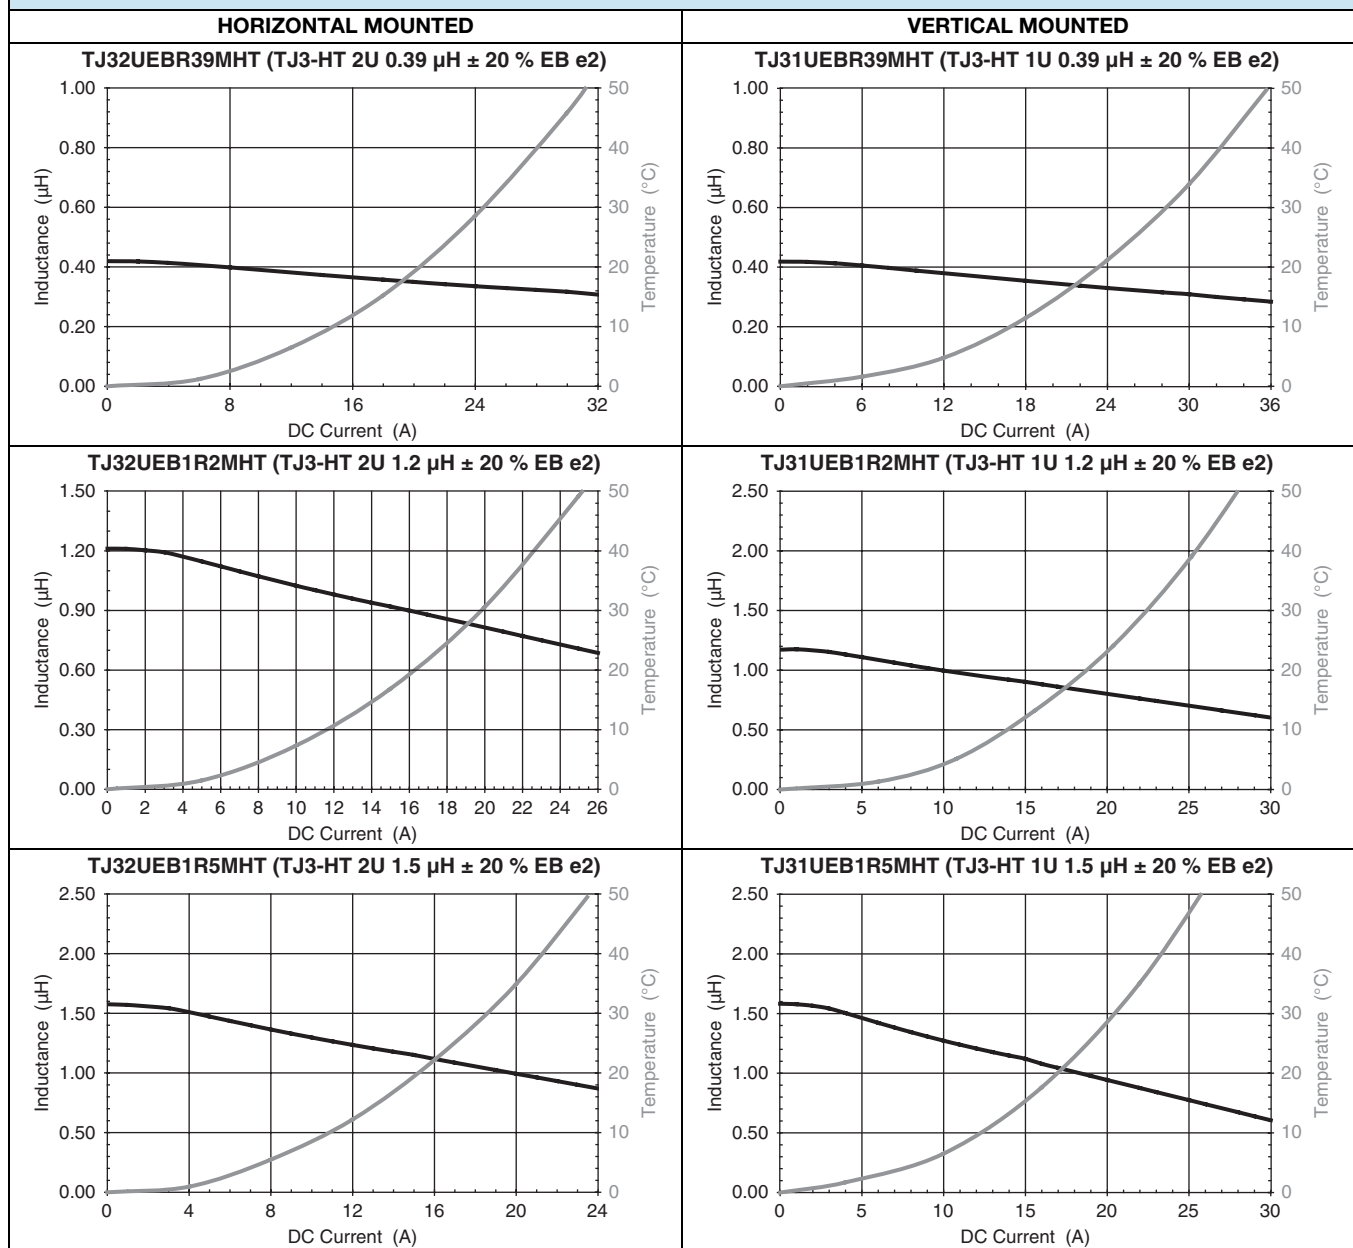 HORIZONTAL MOUNTED
VERTICAL MOUNTED
TJ32UEBR39MHT (TJ3-HT 2U 0.39 µH ± 20 % EB e2)
1.00
0.80
0.60
0.40
0.20
0.00
Inductance (µH)
50
40
30
20
10
0
Temperature (°C)
0 8 16 24 32
DC Current (A)
TJ31UEBR39MHT (TJ3-HT 1U 0.39 µH ± 20 % EB e2)
1.00
0.80
0.60
0.40
0.20
0.00
Inductance (µH)
50
40
30
20
10
0
Temperature (°C)
0 6 12 18 24 30 36
DC Current (A)
TJ32UEB1R2MHT (TJ3-HT 2U 1.2 µH ± 20 % EB e2)
1.50
1.20
0.90
0.60
0.30
0.00
Inductance (µH)
50
40
30
20
10
0
Temperature (°C)
0 2 4 6 8 10 12 14 16 18 20 22 24 26
DC Current (A)
TJ31UEB1R2MHT (TJ3-HT 1U 1.2 µH ± 20 % EB e2)
2.50
2.00
1.50
1.00
0.50
0.00
Inductance (µH)
50
40
30
20
10
0
Temperature (°C)
0 5 10 15 20 25 30
DC Current (A)
TJ32UEB1R5MHT (TJ3-HT 2U 1.5 µH ± 20 % EB e2)
2.50
2.00
1.50
1.00
0.50
0.00
Inductance (µH)
50
40
30
20
10
0
Temperature (°C)
0 4 8 12 16 20 24
DC Current (A)
TJ31UEB1R5MHT (TJ3-HT 1U 1.5 µH ± 20 % EB e2)
2.50
2.00
1.50
1.00
0.50
0.00
Inductance (µH)
50
40
30
20
10
0
Temperature (°C)
0 5 10 15 20 25 30
DC Current (A)